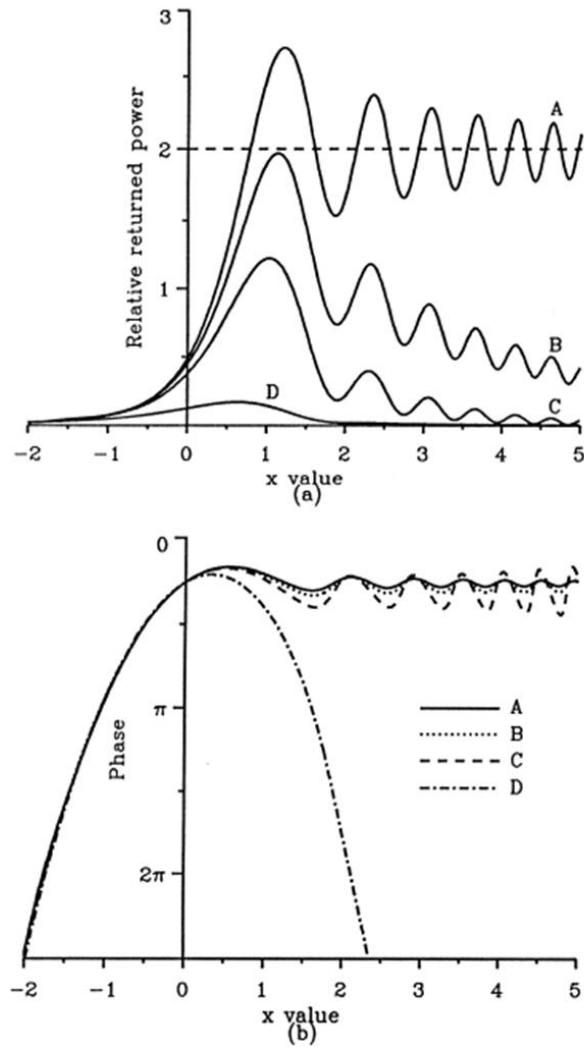 3
2
1
Relative returned power
A
B
C
D
-2 -1 0 1 2 3 4 5
x value
(a)
0
π
2π
Phase
A
B
C
D
-2 -1 0 1 2 3 4 5
x value
(b)